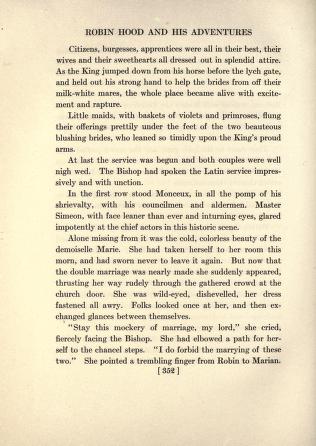 ROBIN HOOD AND HIS ADVENTURES
Citizens, burgesses, apprentices were all in their best, their
wives and their sweethearts all dressed out in splendid attire.
As the King jumped down from his horse before the lych gate,
and held out his strong hand to help the brides from off their
milk-white mares, the whole place became alive with excite-
ment and rapture.
Little maids, with baskets of violets and primroses, flung
their offerings prettily under the feet of the two beauteous
blushing brides, who leaned so timidly upon the King's proud
arms.
At last the service was begun and both couples were well
nigh wed. The Bishop had spoken the Latin service impres-
sively and with unction.
In the first row stood Monceux, in all the pomp of his
shrievalty, with his councilmen and aldermen. Master
Simeon, with face leaner than ever and inturning eyes, glared
impotently at the chief actors in this historic scene.
Alone missing from it was the cold, colorless beauty of the
demoiselle Marie. She had taken herself to her room this
morn, and had sworn never to leave it again. But now that
the double marriage was nearly made she suddenly appeared,
thrusting her way rudely through the gathered crowd at the
church door. She was wild-eyed, dishevelled, her dress
fastened all awry. Folks looked once at her, and then ex-
changed glances between themselves.
"Stay this mockery of marriage, my lord," she cried,
fiercely facing the Bishop. She had elbowed a path for her-
self to the chancel steps. "I do forbid the marrying of these
two." She pointed a trembling finger from Robin to Marian.
[ 352 ]